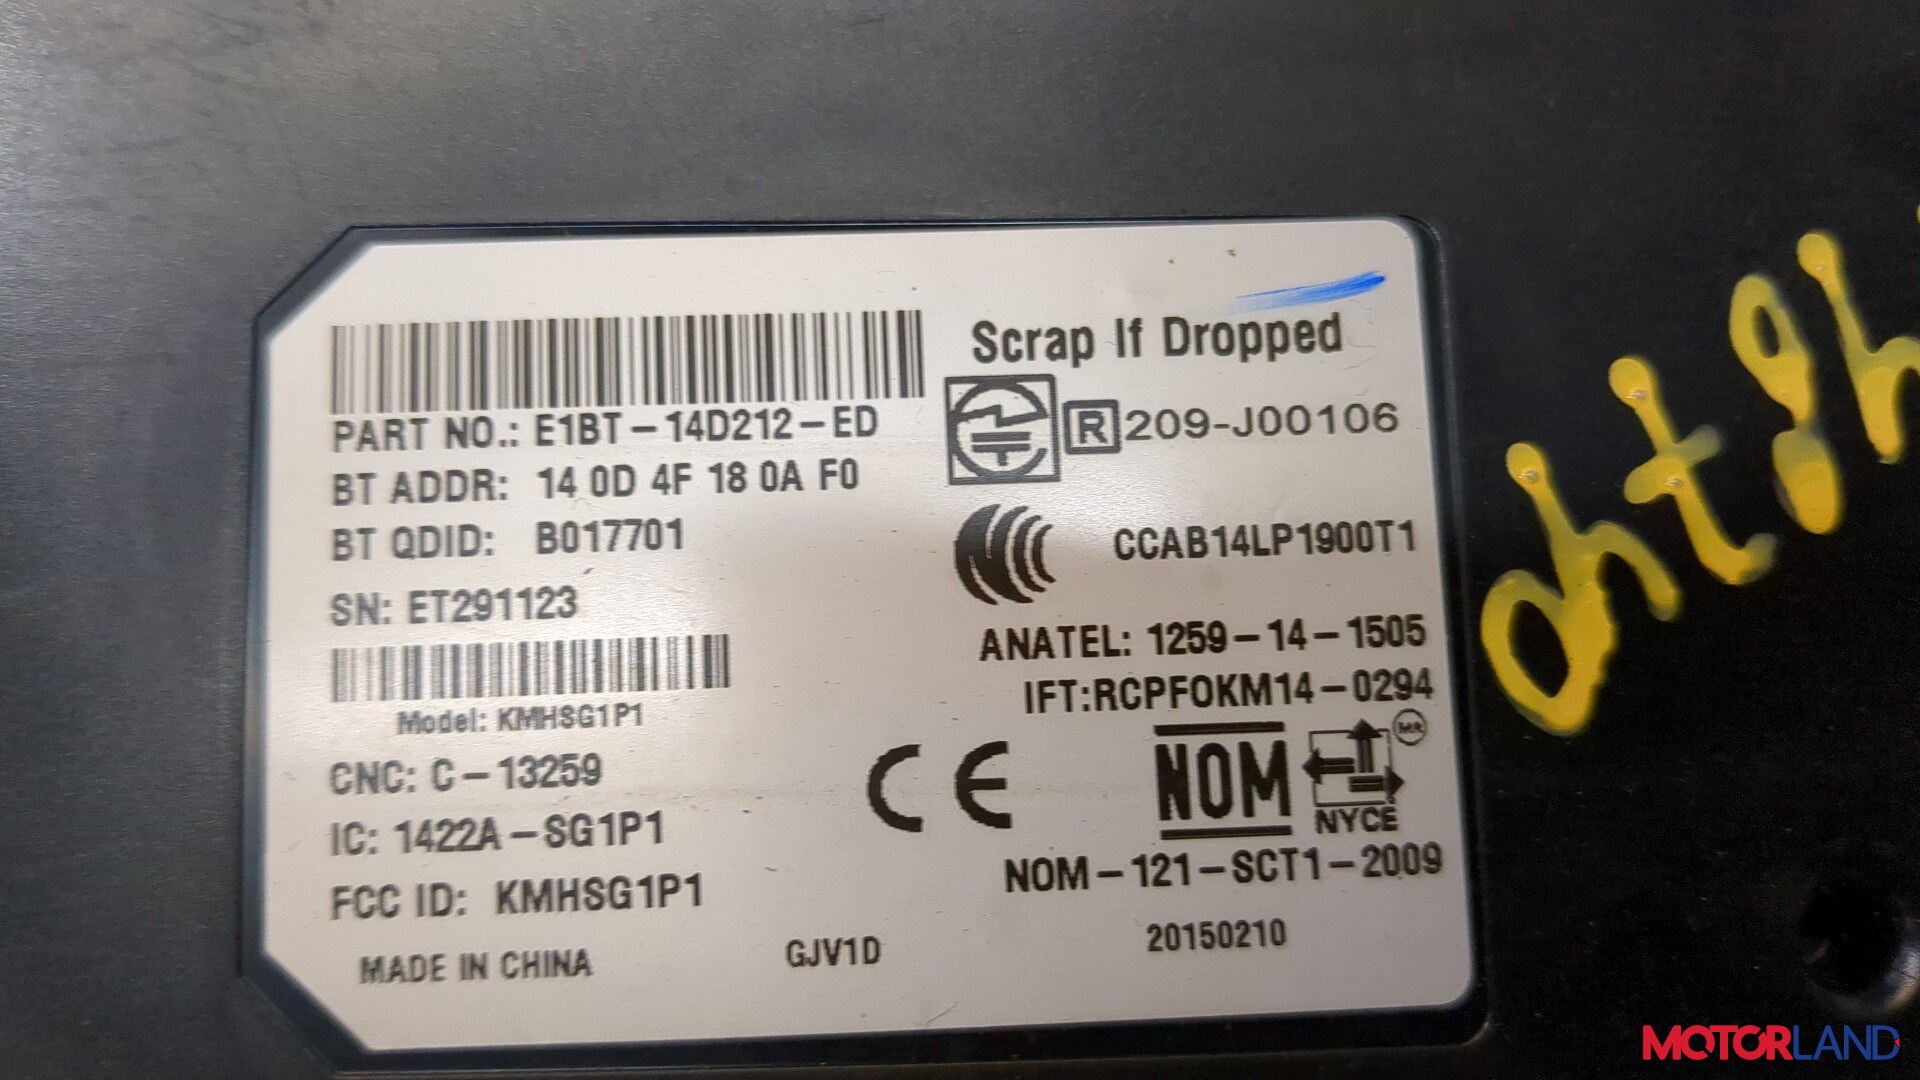 Scrap If Dropped
PART NO.: E1BT-14D212-ED
R 209-J00106
BT ADDR: 14 0D 4F 18 0A F0
BT QDID: B017701
CCAB14LP1900T1
SN: ET291123
ANATEL: 1259-14-1505
IFT:RCPFOKM14-0294
Model: KMHSG1P1
CNC: C-13259
CE
NOM
NYCE
MR
IC: 1422A-SG1P1
NOM-121-SCT1-2009
FCC ID: KMHSG1P1
MADE IN CHINA
GJV1D
20150210
MOTORLAND